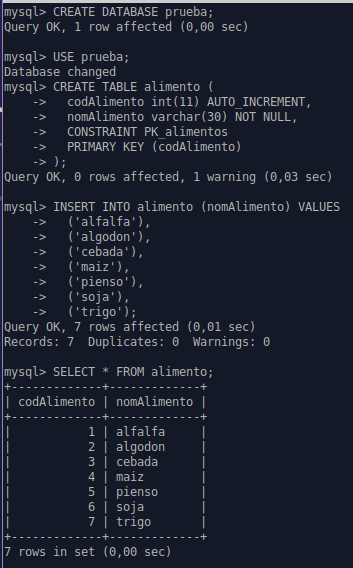 mysql> CREATE DATABASE prueba;
Query OK, 1 row affected (0,00 sec)

mysql> USE prueba;
Database changed
mysql> CREATE TABLE alimento (
    ->   codAlimento int(11) AUTO_INCREMENT,
    ->   nomAlimento varchar(30) NOT NULL,
    ->   CONSTRAINT PK_alimentos
    ->   PRIMARY KEY (codAlimento)
    -> );
Query OK, 0 rows affected, 1 warning (0,03 sec)

mysql> INSERT INTO alimento (nomAlimento) VALUES
    ->   ('alfalfa'),
    ->   ('algodon'),
    ->   ('cebada'),
    ->   ('maiz'),
    ->   ('pienso'),
    ->   ('soja'),
    ->   ('trigo');
Query OK, 7 rows affected (0,01 sec)
Records: 7  Duplicates: 0  Warnings: 0

mysql> SELECT * FROM alimento;
+-------------+-------------+
| codAlimento | nomAlimento |
+-------------+-------------+
|           1 | alfalfa     |
|           2 | algodon     |
|           3 | cebada      |
|           4 | maiz        |
|           5 | pienso      |
|           6 | soja        |
|           7 | trigo       |
+-------------+-------------+
7 rows in set (0,00 sec)